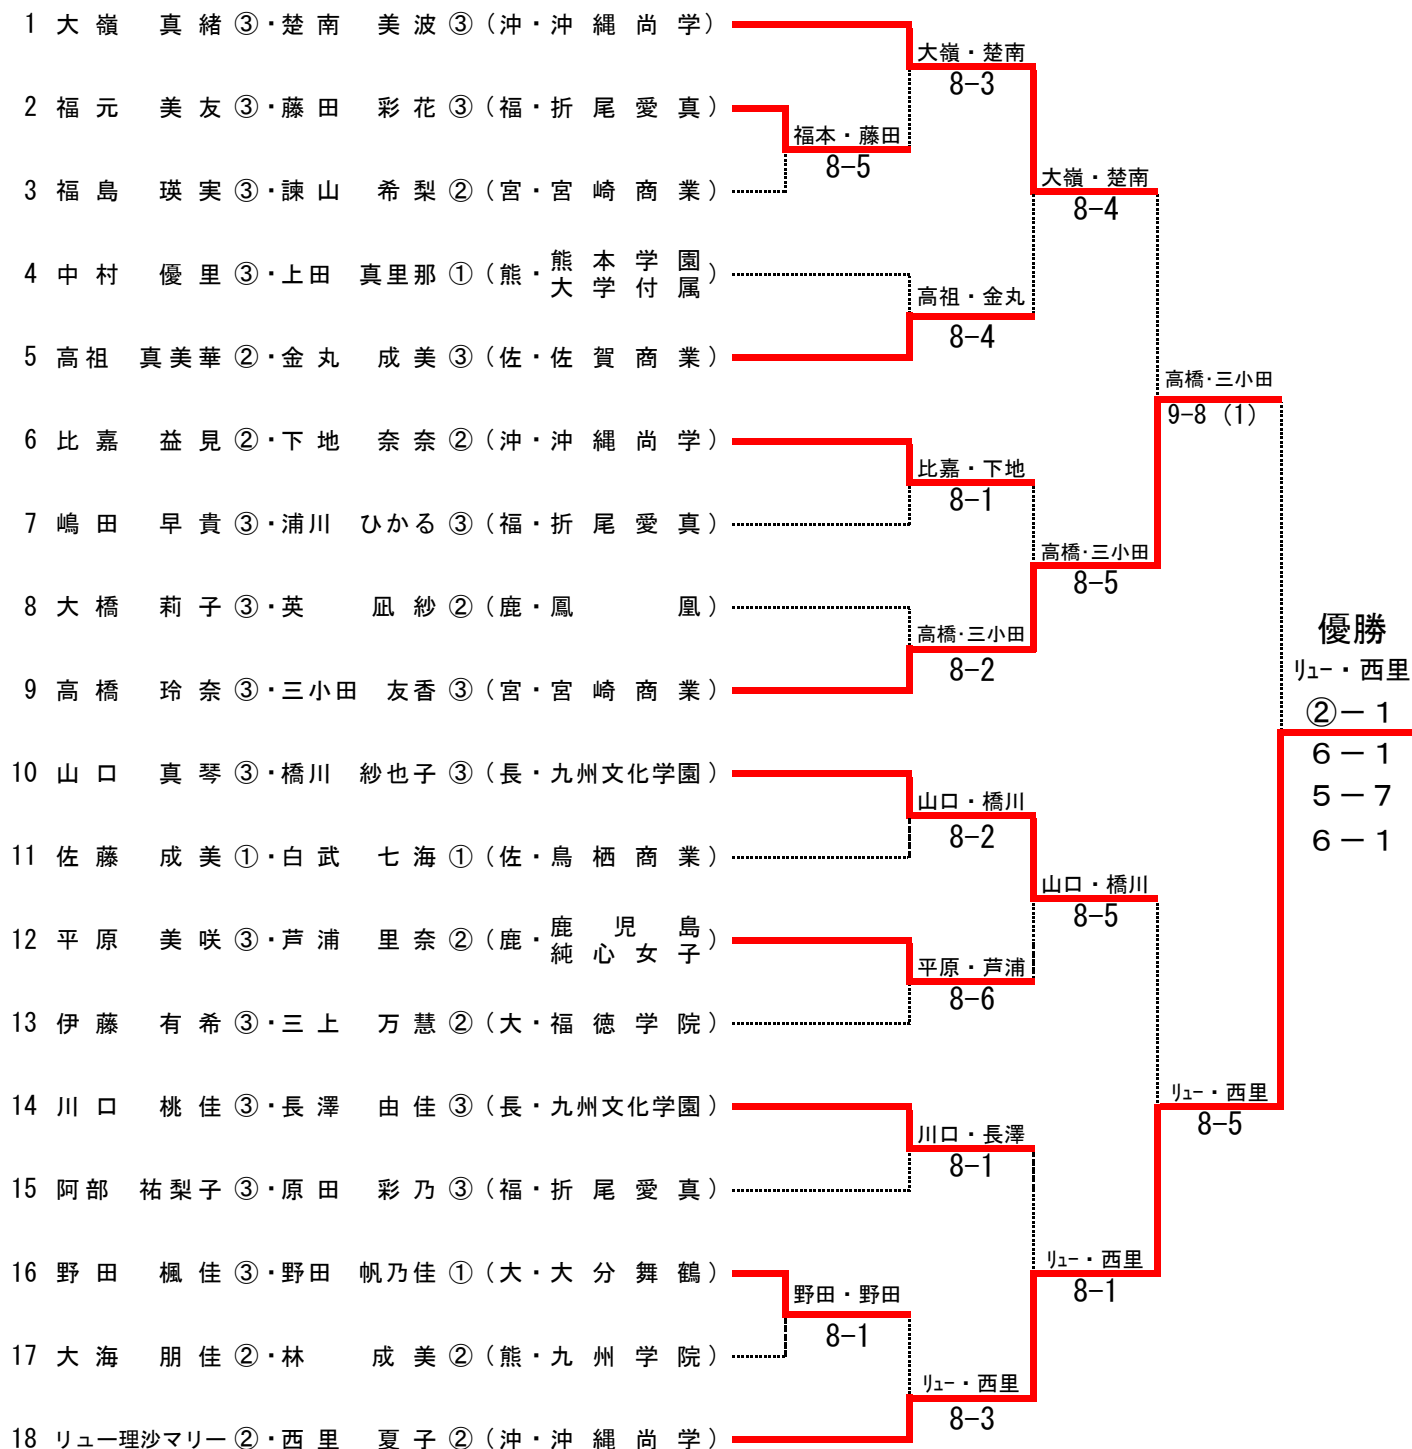 1 大嶺 真緒 ③・楚南 美波 ③（沖・沖縄尚学）
大嶺・楚南
8-3
2 福元 美友 ③・藤田 彩花 ③（福・折尾愛真）
福本・藤田
8-5
3 福島 瑛実 ③・諫山 希梨 ②（宮・宮崎商業）
大嶺・楚南
8-4
4 中村 優里 ③・上田 真里那 ①（熊・熊本学園大学付属）
高祖・金丸
8-4
5 高祖 真美華 ②・金丸 成美 ③（佐・佐賀商業）
高橋・三小田
9-8（1）
6 比嘉 益見 ②・下地 奈奈 ②（沖・沖縄尚学）
比嘉・下地
8-1
7 嶋田 早貴 ③・浦川 ひかる ③（福・折尾愛真）
高橋・三小田
8-5
8 大橋 莉子 ③・英 凪紗 ②（鹿・鳳凰）
高橋・三小田
8-2
9 高橋 玲奈 ③・三小田 友香 ③（宮・宮崎商業）
優勝
リュー・西里
②－１
６－１
５－７
６－１
10 山口 真琴 ③・橋川 紗也子 ③（長・九州文化学園）
山口・橋川
8-2
11 佐藤 成美 ①・白武 七海 ①（佐・鳥栖商業）
山口・橋川
8-5
12 平原 美咲 ③・芦浦 里奈 ②（鹿・鹿児島純心女子）
平原・芦浦
8-6
13 伊藤 有希 ③・三上 万慧 ②（大・福徳学院）
リュー・西里
8-5
14 川口 桃佳 ③・長澤 由佳 ③（長・九州文化学園）
川口・長澤
8-1
15 阿部 祐梨子 ③・原田 彩乃 ③（福・折尾愛真）
リュー・西里
8-1
16 野田 楓佳 ③・野田 帆乃佳 ①（大・大分舞鶴）
野田・野田
8-1
17 大海 朋佳 ②・林 成美 ②（熊・九州学院）
リュー・西里
8-3
18 リュー理沙マリー ②・西里 夏子 ②（沖・沖縄尚学）